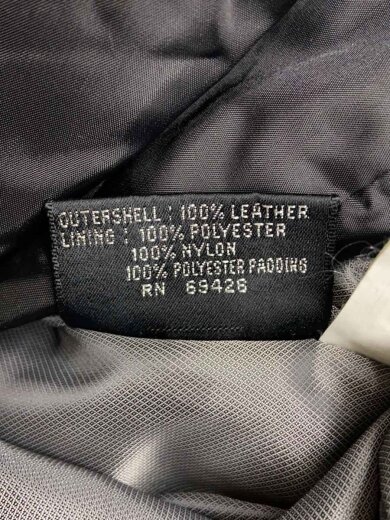 OUTERSHELL : 100% LEATHER
LINING : 100% POLYESTER
100% NYLON
100% POLYESTER PADDING
RN 69426